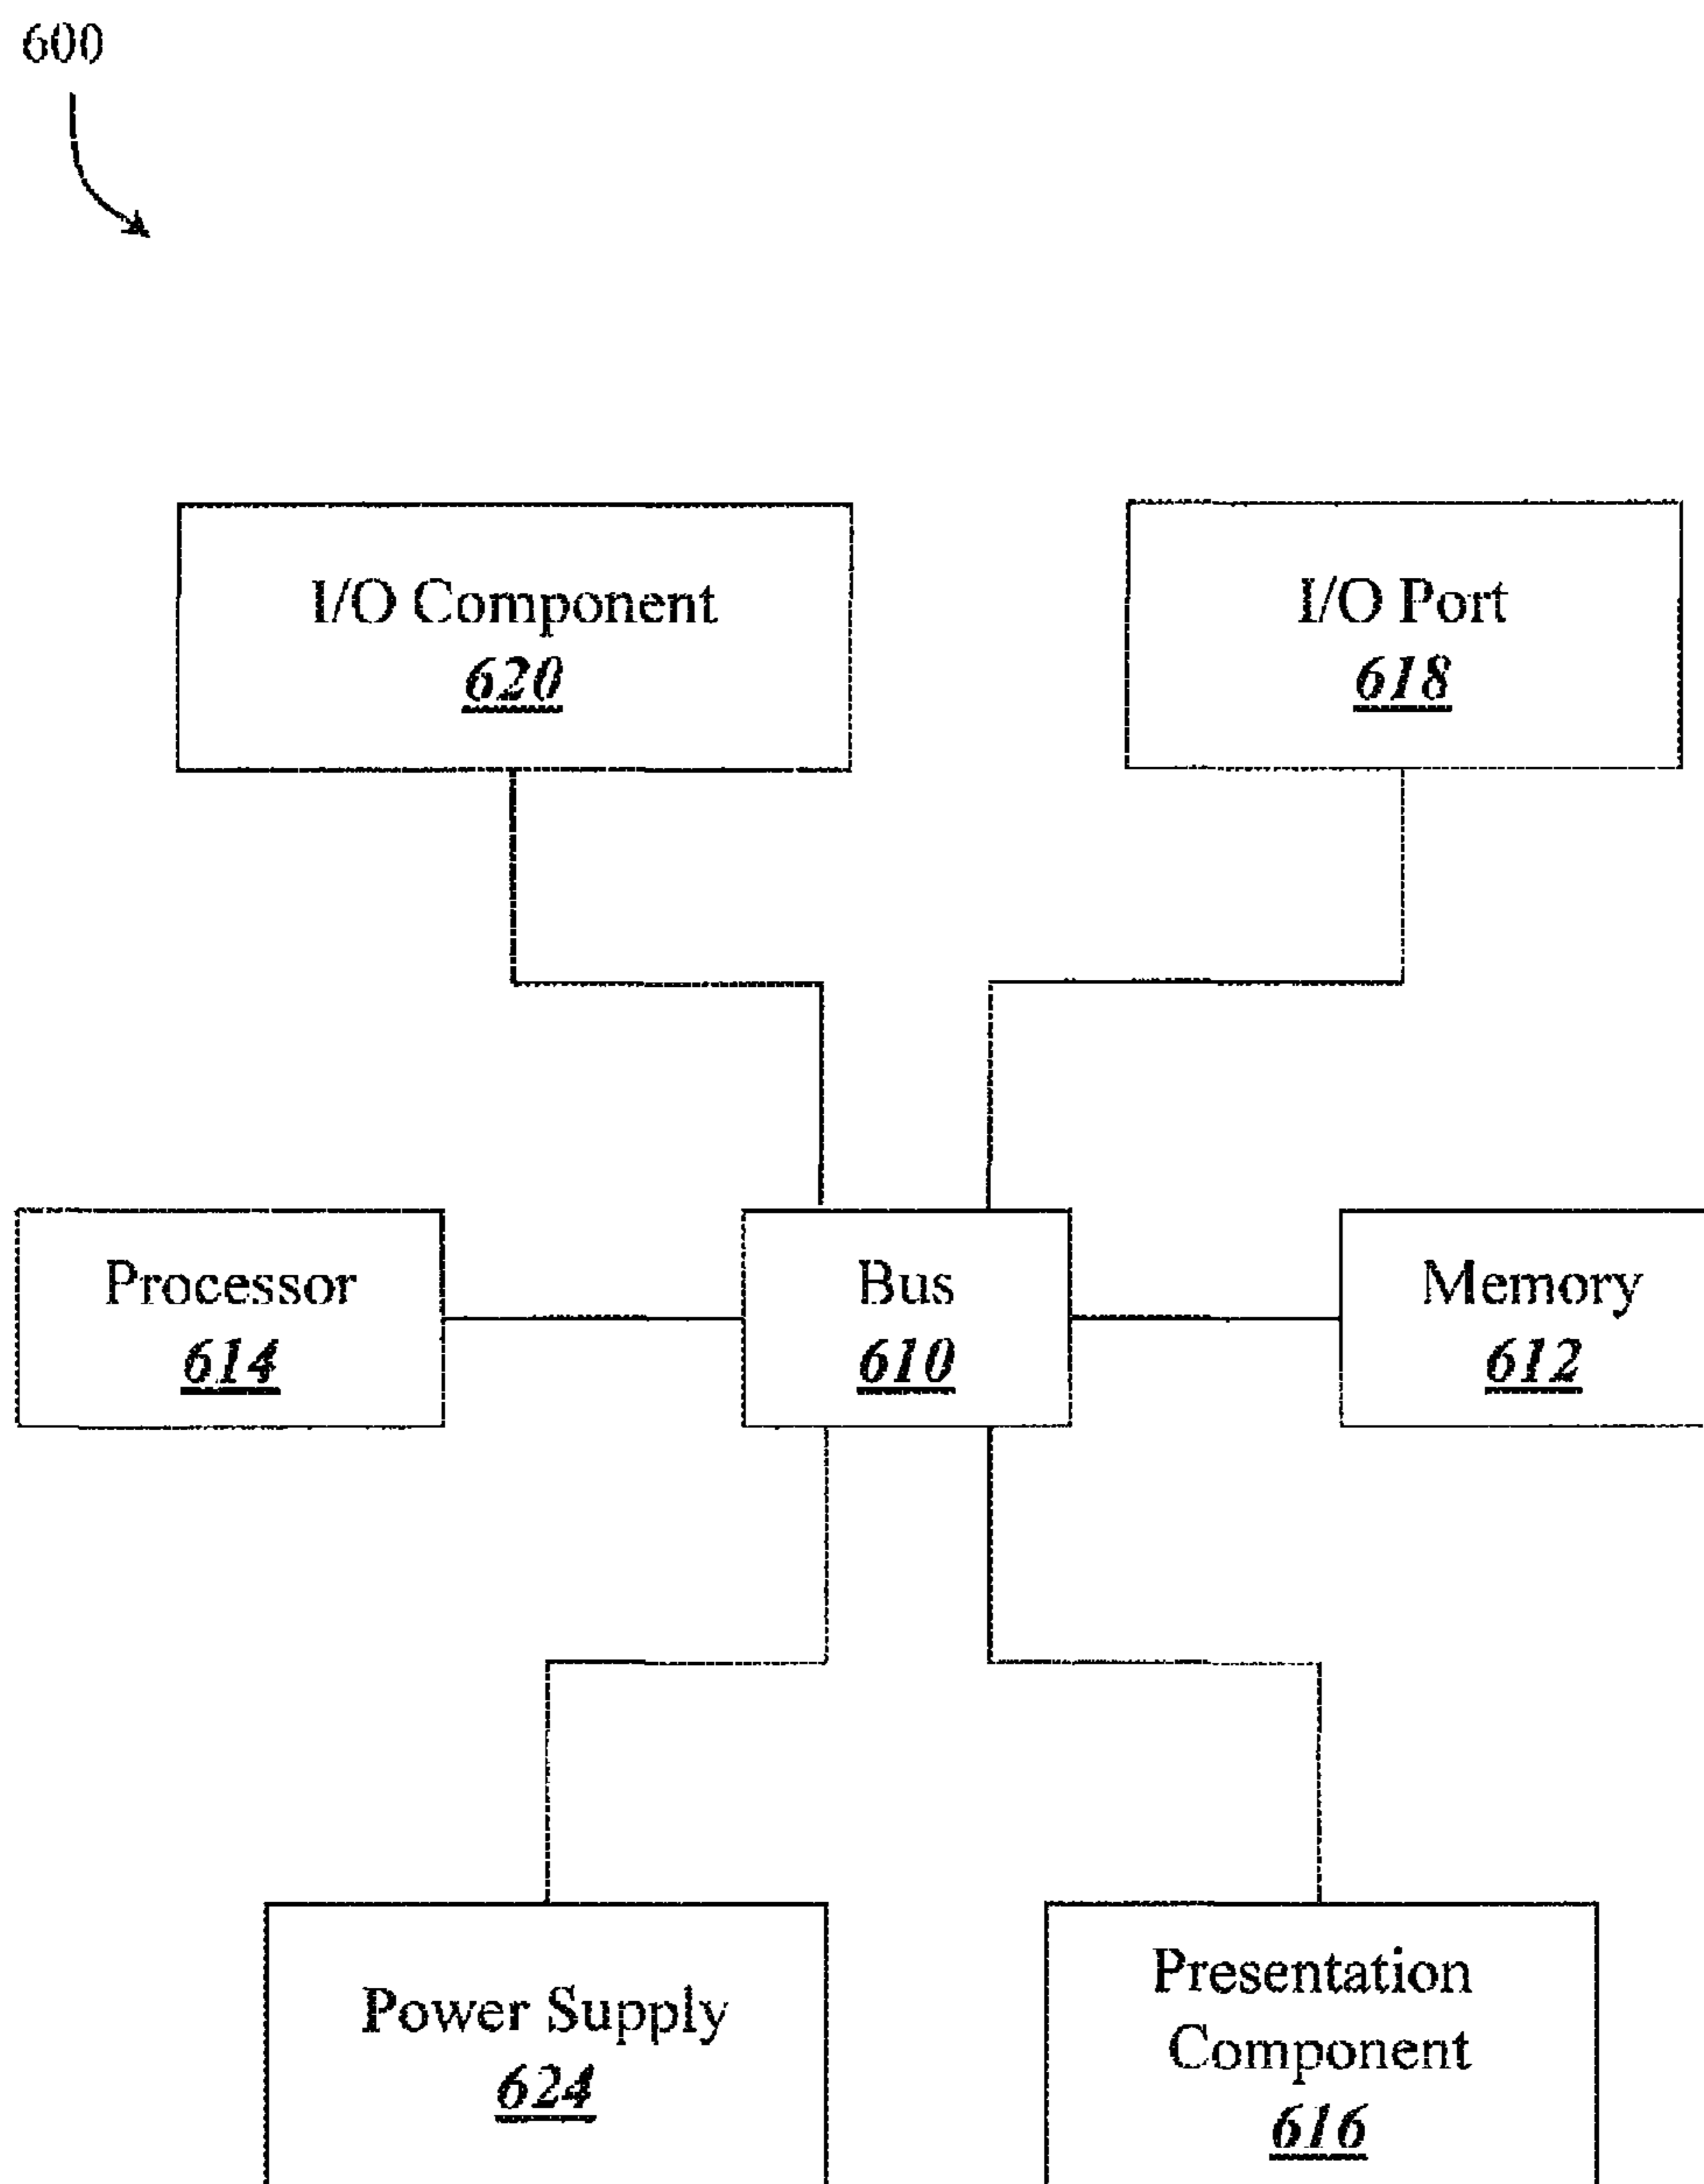 600
I/O Component
620
I/O Port
618
Processor
614
Bus
610
Memory
612
Power Supply
624
Presentation
Component
616